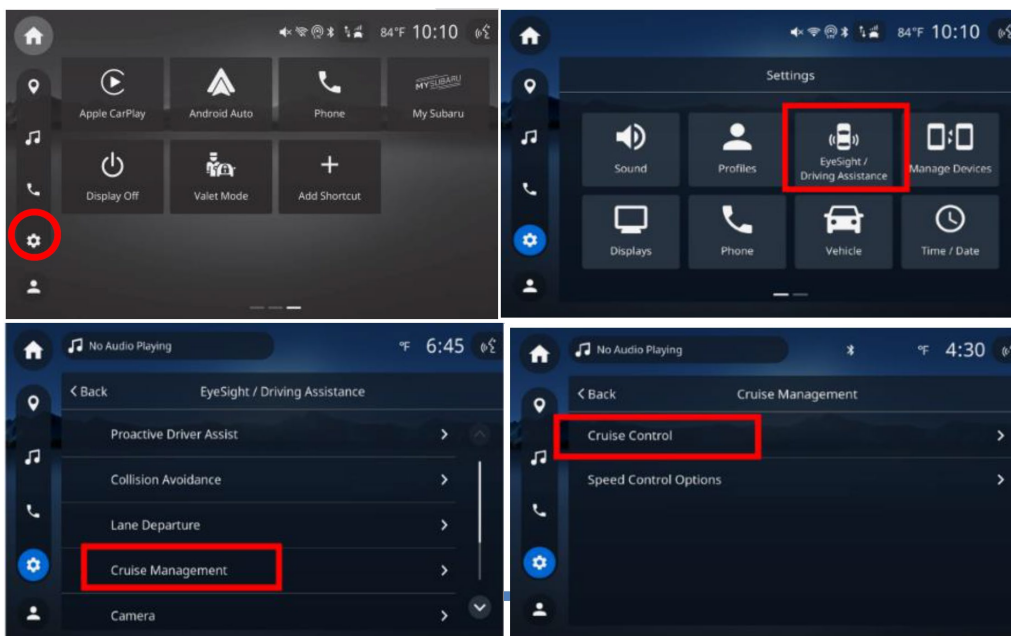 84°F 10:10
Apple CarPlay
Android Auto
Phone
MYSUBARU
My Subaru
Display Off
Valet Mode
Add Shortcut
84°F 10:10
Settings
Sound
Profiles
EyeSight /
Driving Assistance
Manage Devices
Displays
Phone
Vehicle
Time / Date
No Audio Playing
°F 6:45
< Back
EyeSight / Driving Assistance
Proactive Driver Assist
Collision Avoidance
Lane Departure
Cruise Management
Camera
No Audio Playing
°F 4:30
< Back
Cruise Management
Cruise Control
Speed Control Options